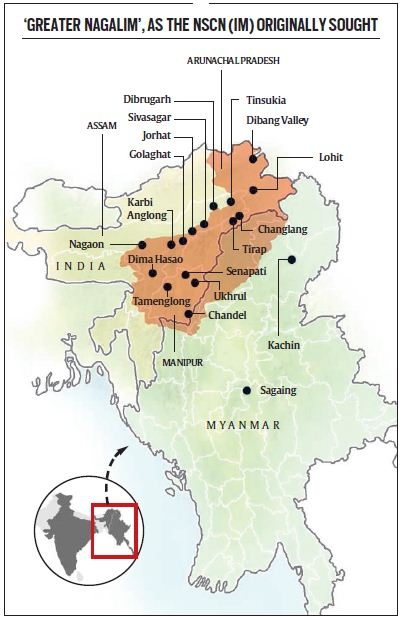 ‘GREATER NAGALIM’, AS THE NSCN (IM) ORIGINALLY SOUGHT
ARUNACHAL PRADESH
Dibrugarh
Tinsukia
Sivasagar
Dibang Valley
ASSAM
Jorhat
Golaghat
Lohit
Karbi
Anglong
Changlang
Nagaon
Tirap
Dima Hasao
INDIA
Senapati
Ukhrul
Tamenglong
Chandel
Kachin
MANIPUR
Sagaing
MYANMAR